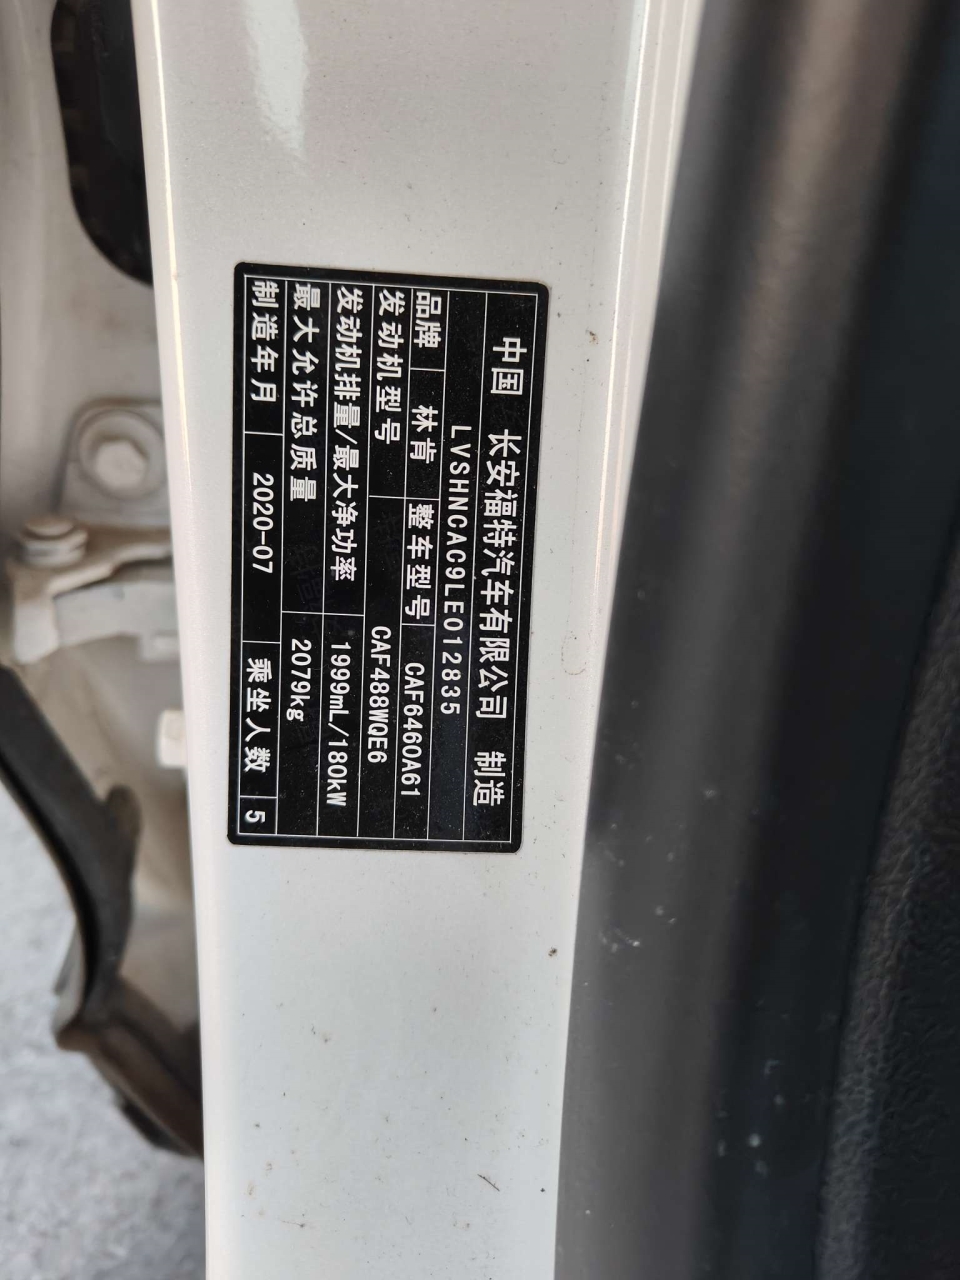 中国 长安福特汽车有限公司 制造
LVSHNCAC9LE012835
品牌 林肯 整车型号 CAF6460A61
发动机型号 CAF488WQE6
发动机排量/最大净功率 1999mL/180kW
最大允许总质量 2079kg
制造年月 2020-07 乘坐人数 5